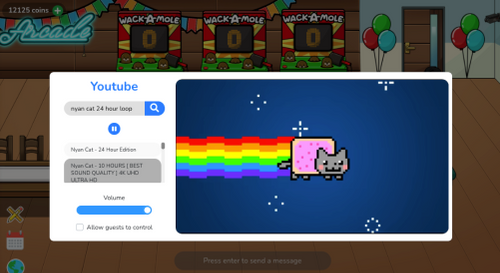 12125 coins
Arcade
WACK-A-MOLE
WACK-A-MOLE
WACK-A-MOLE
0
0
0
Youtube
nyan cat 24 hour loop
Nyan Cat - 24 Hour Edition
Nyan Cat - 10 HOURS [ BEST
SOUND QUALITY ] 4K UHD
ULTRA HD
Volume
Allow guests to control
Press enter to send a message